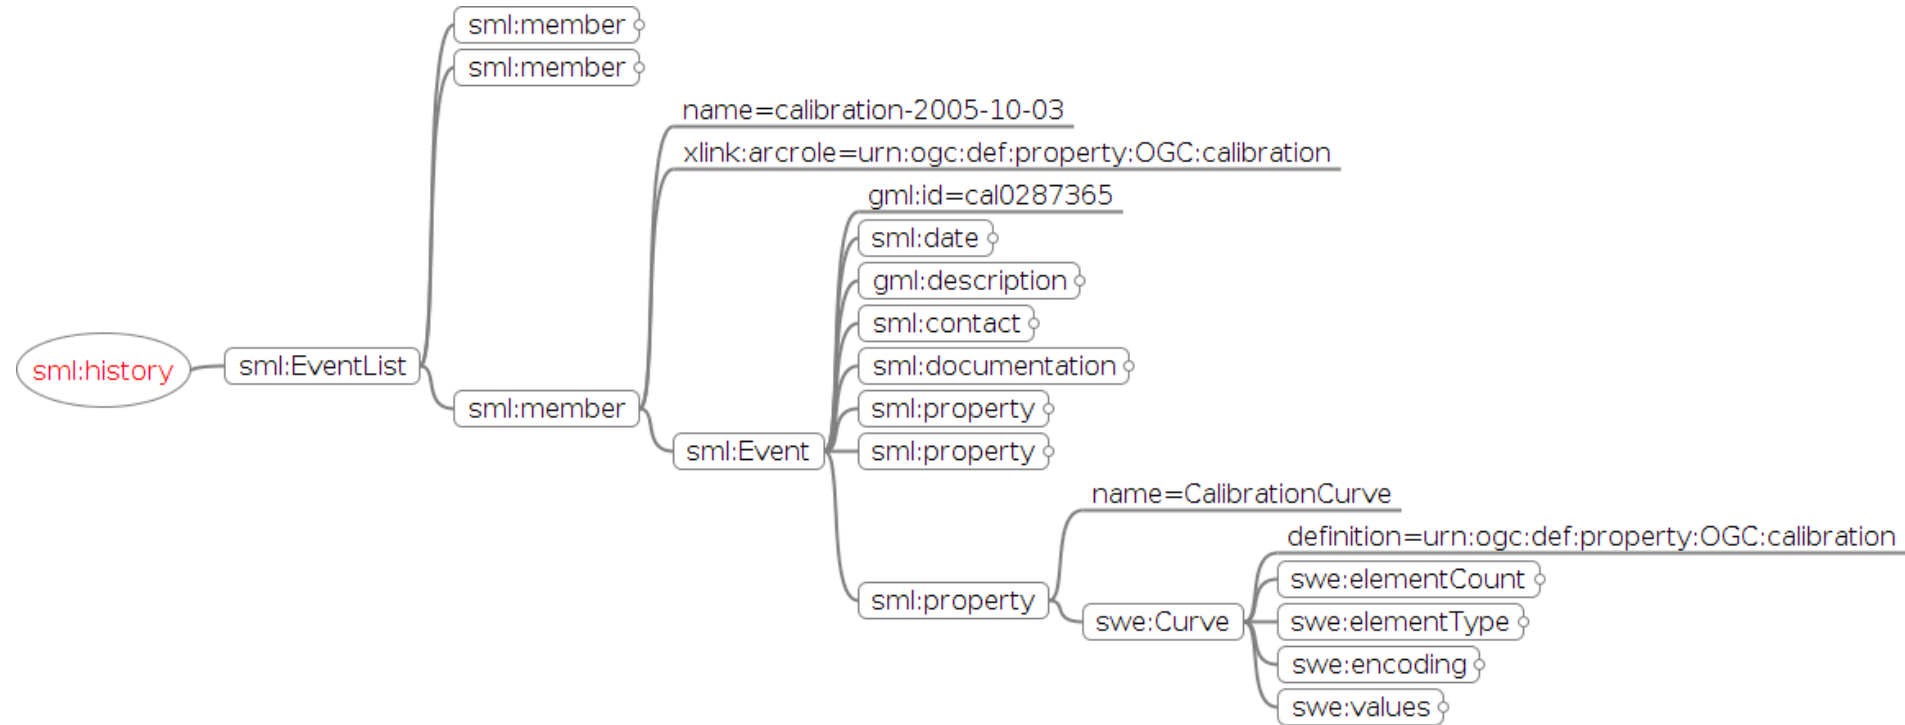 sml:member
sml:member
name=calibration-2005-10-03
xlink:arcrole=urn:ogc:def:property:OGC:calibration
gml:id=cal0287365
sml:date
gml:description
sml:contact
sml:history
sml:EventList
sml:documentation
sml:member
sml:property
sml:Event
sml:property
name=CalibrationCurve
definition=urn:ogc:def:property:OGC:calibration
swe:elementCount
sml:property
swe:Curve
swe:elementType
swe:encoding
swe:values